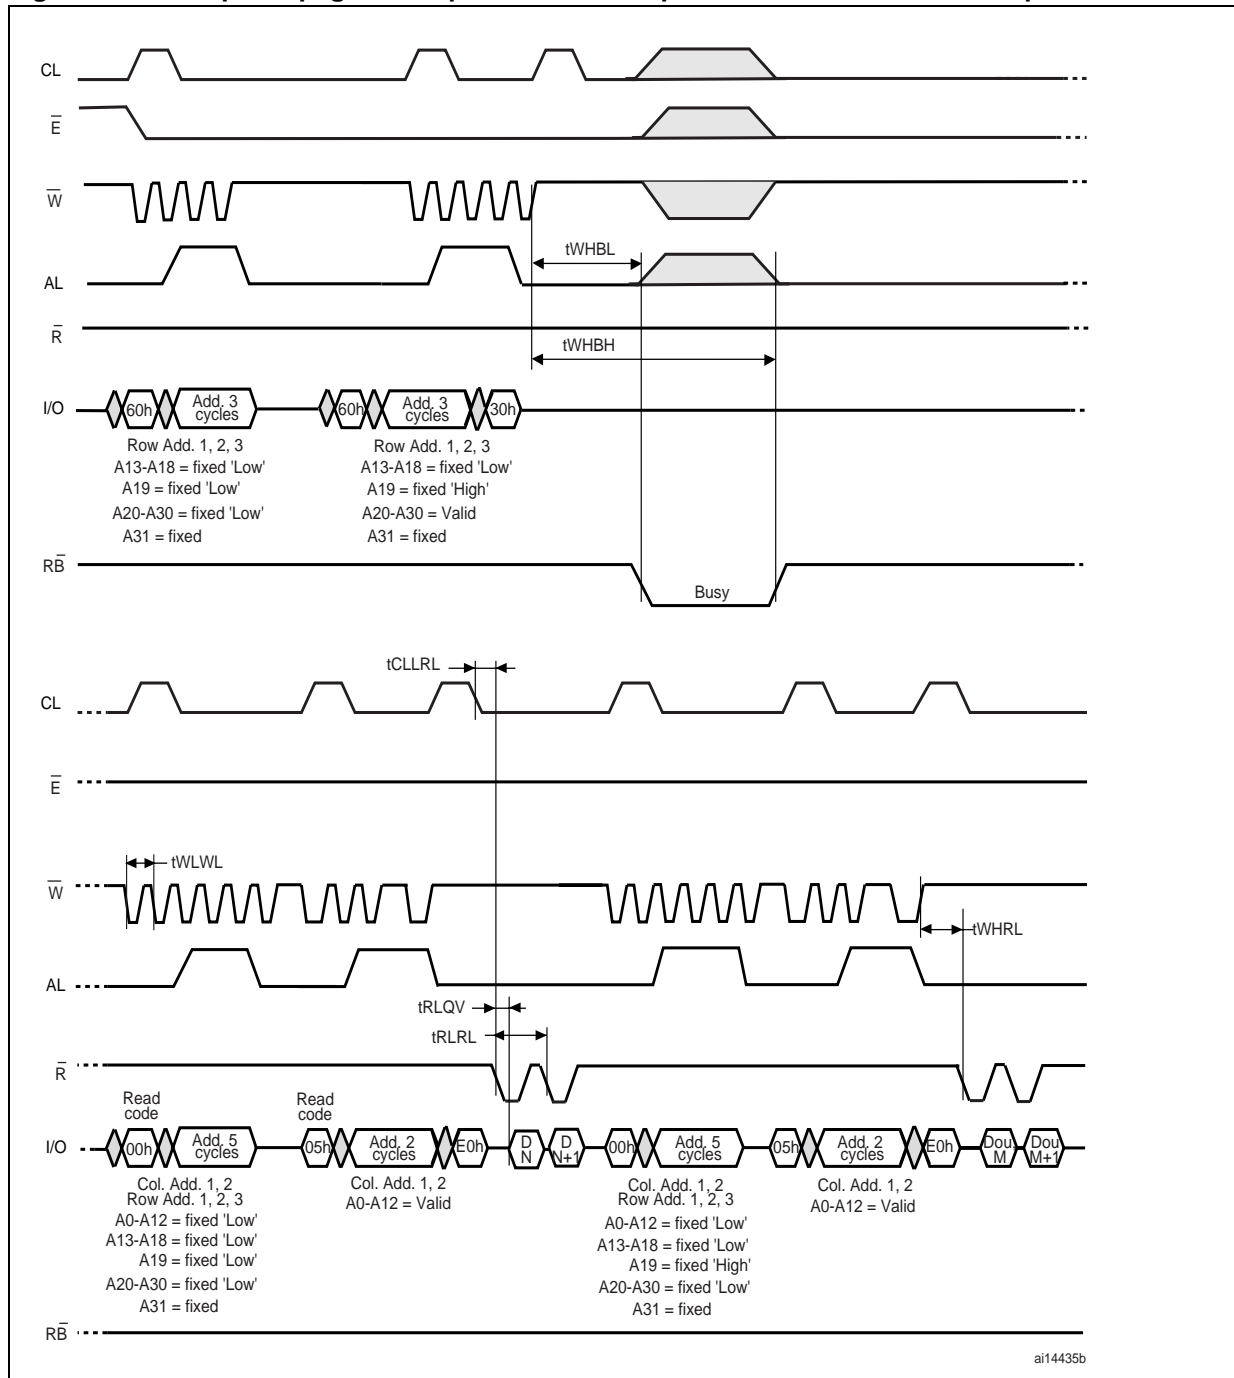 CL
E
W
tWHBL
AL
R
tWHBH
I/O 60h Add. 3 cycles 60h Add. 3 cycles 30h
Row Add. 1, 2, 3 Row Add. 1, 2, 3
A13-A18 = fixed 'Low' A13-A18 = fixed 'Low'
A19 = fixed 'Low' A19 = fixed 'High'
A20-A30 = fixed 'Low' A20-A30 = Valid
A31 = fixed A31 = fixed
RB
Busy
tCLLRL
CL
E
tWLWL
W
tWHRL
AL
tRLQV
tRLRL
R
Read code Read code
I/O 00h Add. 5 cycles 05h Add. 2 cycles E0h D N D N+1 00h Add. 5 cycles 05h Add. 2 cycles E0h Dou M Dou M+1
Col. Add. 1, 2 Col. Add. 1, 2 Col. Add. 1, 2 Col. Add. 1, 2
Row Add. 1, 2, 3 A0-A12 = Valid Row Add. 1, 2, 3 A0-A12 = Valid
A0-A12 = fixed 'Low' A0-A12 = fixed 'Low'
A13-A18 = fixed 'Low' A13-A18 = fixed 'Low'
A19 = fixed 'Low' A19 = fixed 'High'
A20-A30 = fixed 'Low' A20-A30 = fixed 'Low'
A31 = fixed A31 = fixed
RB
ai14435b